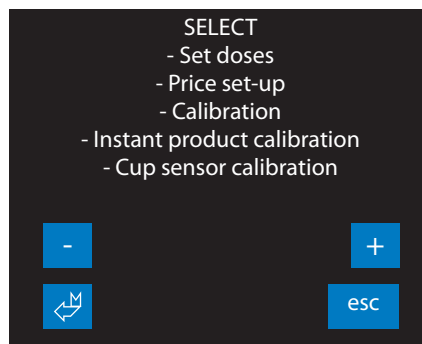 SELECT
- Set doses
- Price set-up
- Calibration
- Instant product calibration
- Cup sensor calibration
- +
M esc